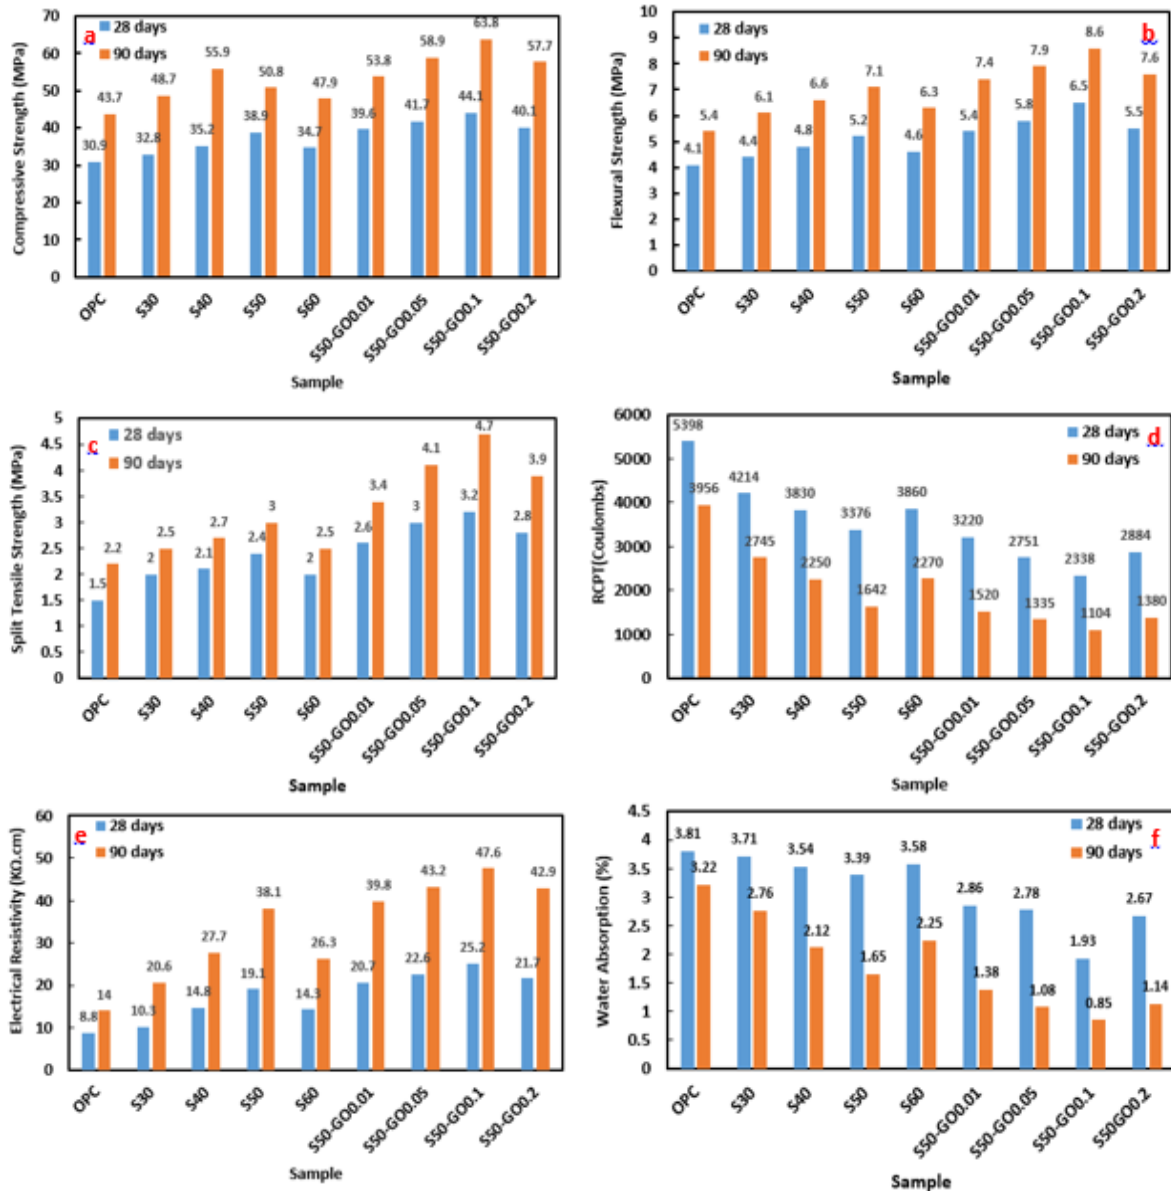 a
28 days
90 days
Compressive Strength (MPa)
70
60
50
40
30
20
10
0
30.9
43.7
32.8
48.7
35.2
55.9
38.9
50.8
34.7
47.9
39.6
53.8
41.7
58.9
44.1
63.8
40.1
57.7
OPC
S30
S40
S50
S60
S50-GO0.01
S50-GO0.05
S50-GO0.1
S50-GO0.2
Sample
b
28 days
90 days
Flexural Strength (MPa)
10
9
8
7
6
5
4
3
2
1
0
4.1
5.4
4.4
6.1
4.8
6.6
5.2
7.1
4.6
6.3
5.4
7.4
5.8
7.9
6.5
8.6
5.5
7.6
OPC
S30
S40
S50
S60
S50-GO0.01
S50-GO0.05
S50-GO0.1
S50-GO0.2
Sample
c
28 days
90 days
Split Tensile Strength (MPa)
5
4.5
4
3.5
3
2.5
2
1.5
1
0.5
0
1.5
2.2
2
2.5
2.1
2.7
2.4
3
2
2.5
2.6
3.4
3
4.1
3.2
4.7
2.8
3.9
OPC
S30
S40
S50
S60
S50-GO0.01
S50-GO0.05
S50-GO0.1
S50-GO0.2
Sample
d
28 days
90 days
RCPT(Coulombs)
6000
5000
4000
3000
2000
1000
0
5398
3956
4214
2745
3830
2250
3376
1642
3860
2270
3220
1520
2751
1335
2338
1104
2884
1380
OPC
S30
S40
S50
S60
S50-GO0.01
S50-GO0.05
S50-GO0.1
S50-GO0.2
Sample
e
28 days
90 days
Electrical Resistivity (KΩ.cm)
60
50
40
30
20
10
0
8.8
14
10.3
20.6
14.8
27.7
19.1
38.1
14.3
26.3
20.7
39.8
22.6
43.2
25.2
47.6
21.7
42.9
OPC
S30
S40
S50
S60
S50-GO0.01
S50-GO0.05
S50-GO0.1
S50-GO0.2
Sample
f
28 days
90 days
Water Absorption (%)
4.5
4
3.5
3
2.5
2
1.5
1
0.5
0
3.81
3.22
3.71
2.76
3.54
2.12
3.39
1.65
3.58
2.25
2.86
1.38
2.78
1.08
1.93
0.85
2.67
1.14
OPC
S30
S40
S50
S60
S50-GO0.01
S50-GO0.05
S50-GO0.1
S50GO0.2
Sample